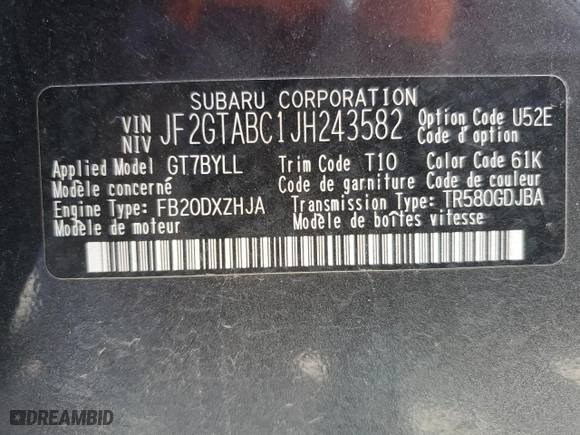 SUBARU CORPORATION
VIN NIV JF2GTABC1JH243582 Option Code U52E
Code d'option
Applied Model GT7BYLL Trim Code T10 Color Code 61K
Modèle concerné Code de garniture Code de couleur
Engine Type: FB20DXZHJA Transmission Type: TR580GDJBA
Modèle de moteur Modèle de boîtes vitesse
DREAMBID